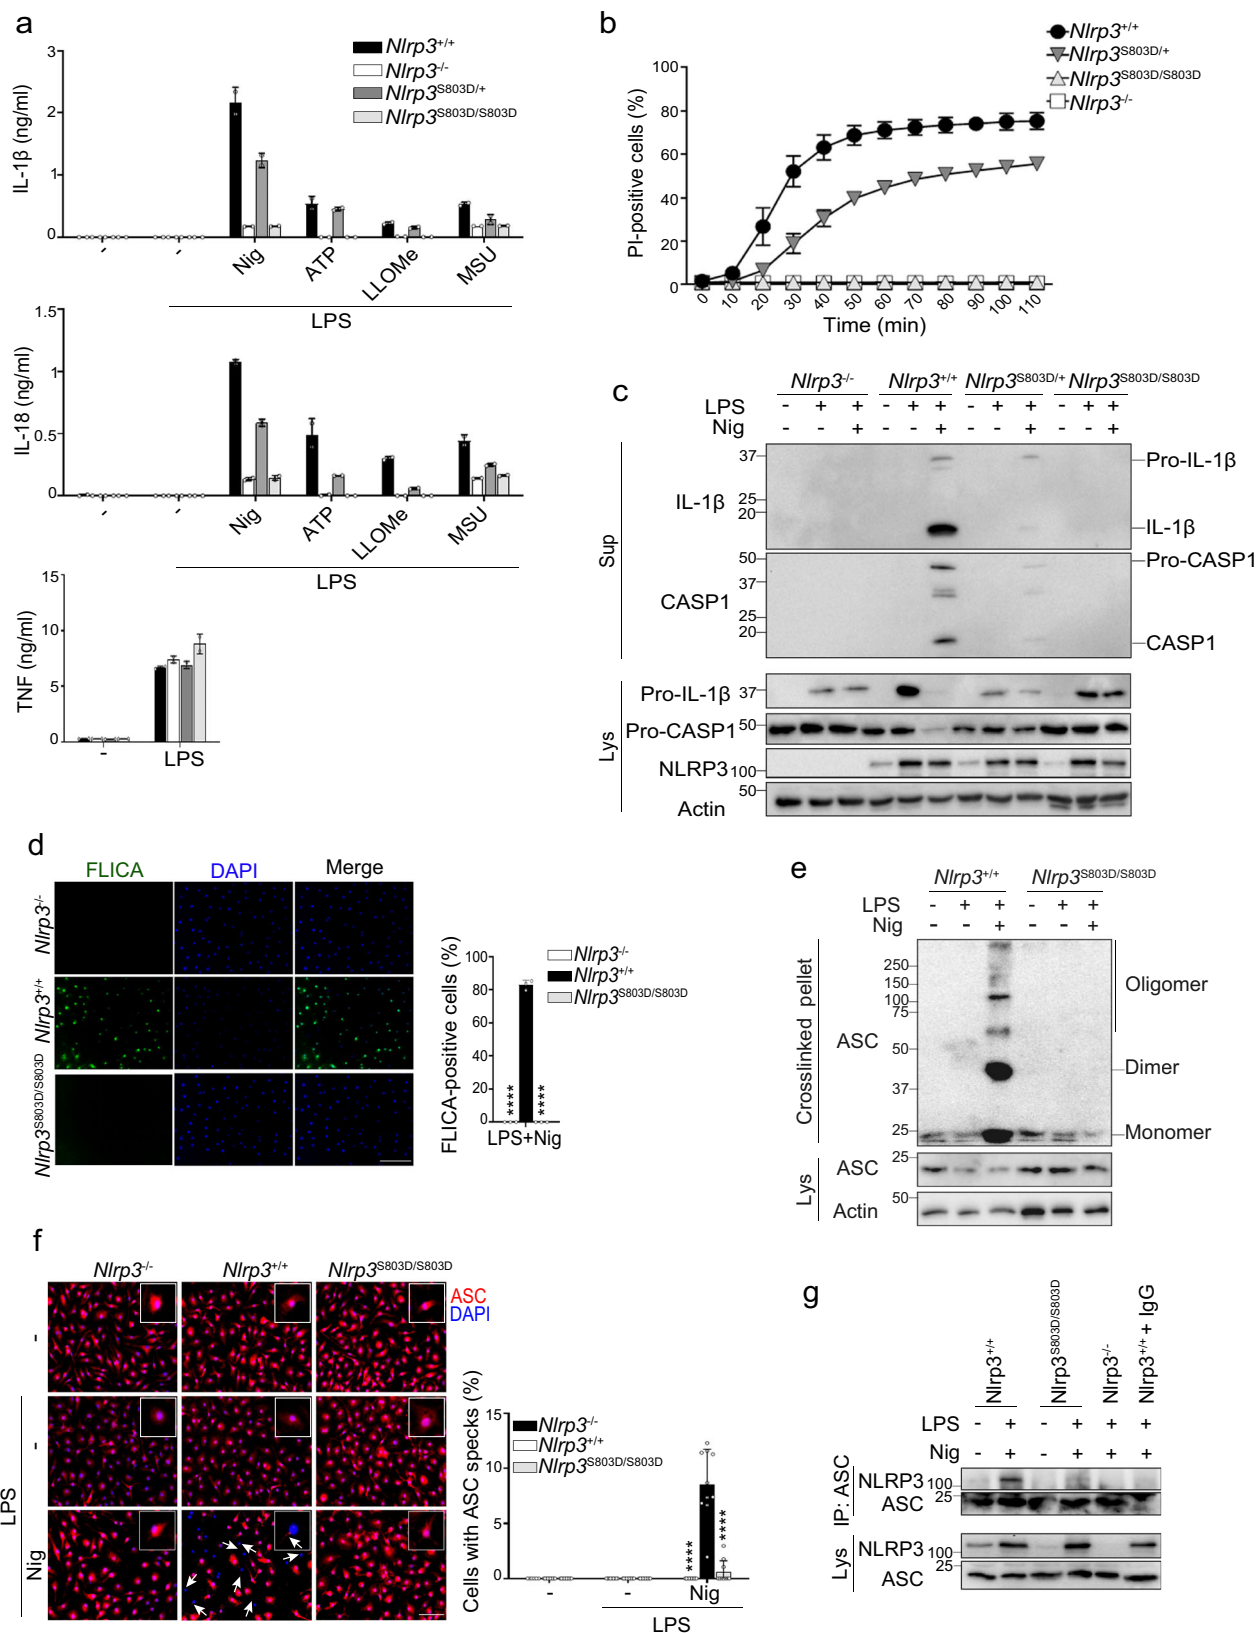 a
3
2
1
0
IL-1β (ng/ml)
Nlrp3+/+
Nlrp3-/-
Nlrp3S803D/+
Nlrp3S803D/S803D
- - Nig ATP LLOMe MSU
LPS
1.5
1
0.5
0
IL-18 (ng/ml)
- - Nig ATP LLOMe MSU
LPS
15
10
5
0
TNF (ng/ml)
- LPS
b
Nlrp3+/+
Nlrp3S803D/+
Nlrp3S803D/S803D
Nlrp3-/-
100
80
60
40
20
0
PI-positive cells (%)
0 10 20 30 40 50 60 70 80 90 100 110
Time (min)
c
Nlrp3-/- Nlrp3+/+ Nlrp3S803D/+ Nlrp3S803D/S803D
LPS - + + - + + - + + - + +
Nig - - + - - + - - + - - +
Sup
IL-1β
37
25
20
Pro-IL-1β
IL-1β
CASP1
50
37
25
20
Pro-CASP1
CASP1
Lys
Pro-IL-1β 37
Pro-CASP1 50
NLRP3 100
50
Actin
d
FLICA DAPI Merge
Nlrp3-/-
Nlrp3+/+
Nlrp3S803D/S803D
FLICA-positive cells (%)
100
80
60
40
20
0
**** ****
LPS+Nig
Nlrp3-/-
Nlrp3+/+
Nlrp3S803D/S803D
e
Nlrp3+/+ Nlrp3S803D/S803D
LPS - + + - + +
Nig - - + - - +
Crosslinked pellet
ASC
250
150
100
75
50
37
25
Oligomer
Dimer
Monomer
Lys
ASC 25
50
Actin
f
Nlrp3-/- Nlrp3+/+ Nlrp3S803D/S803D
ASC
DAPI
-
-
LPS
Nig
Cells with ASC specks (%)
15
10
5
0
Nlrp3-/-
Nlrp3+/+
Nlrp3S803D/S803D
**** ****
- - Nig
LPS
g
Nlrp3+/+ Nlrp3S803D/S803D Nlrp3-/- Nlrp3+/+ + IgG
LPS - + - + + +
Nig - + - + + +
IP: ASC
NLRP3 100
ASC 25
Lys
NLRP3 100
ASC 25